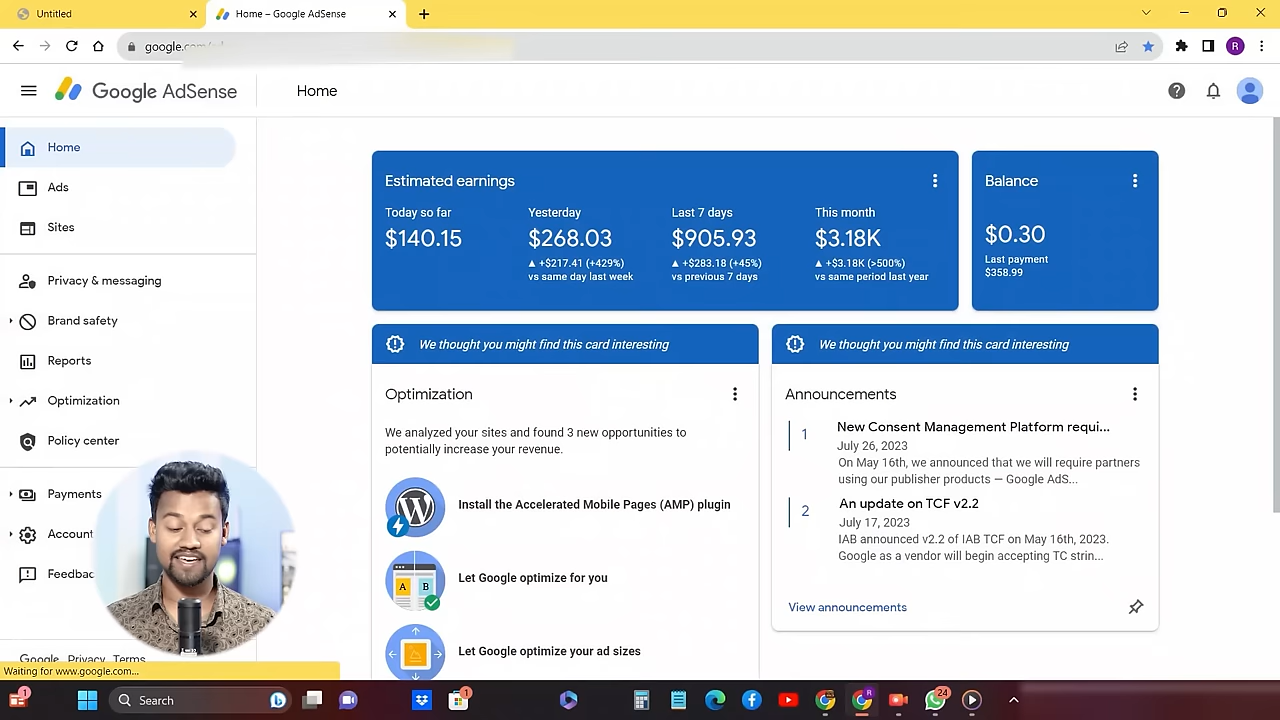 Untitled
Home – Google AdSense
R
Google AdSense
Home
Home
Ads
Sites
Privacy & messaging
Brand safety
Reports
Optimization
Policy center
Payments
Account
Google Privacy Terms
Waiting for www.google.com...
Estimated earnings
Today so far
$140.15
Yesterday
$268.03
▲ +$217.41 (+429%)
vs same day last week
Last 7 days
$905.93
▲ +$283.18 (+45%)
vs previous 7 days
This month
$3.18K
▲ +$3.18K (>500%)
vs same period last year
Balance
$0.30
Last payment
$358.99
We thought you might find this card interesting
Optimization
We analyzed your sites and found 3 new opportunities to
potentially increase your revenue.
Install the Accelerated Mobile Pages (AMP) plugin
A B
Let Google optimize for you
Let Google optimize your ad sizes
We thought you might find this card interesting
Announcements
1
New Consent Management Platform requi...
July 26, 2023
On May 16th, we announced that we will require partners
using our publisher products — Google AdS...
2
An update on TCF v2.2
July 17, 2023
IAB announced v2.2 of IAB TCF on May 16th, 2023.
Google as a vendor will begin accepting TC strin...
View announcements
1
Search
1
R
24